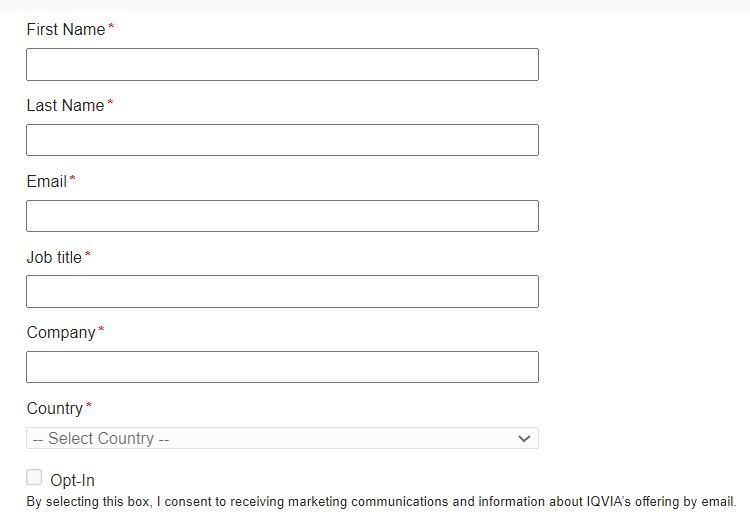 First Name*
Last Name*
Email*
Job title*
Company*
Country*
-- Select Country --
Opt-In
By selecting this box, I consent to receiving marketing communications and information about IQVIA's offering by email.